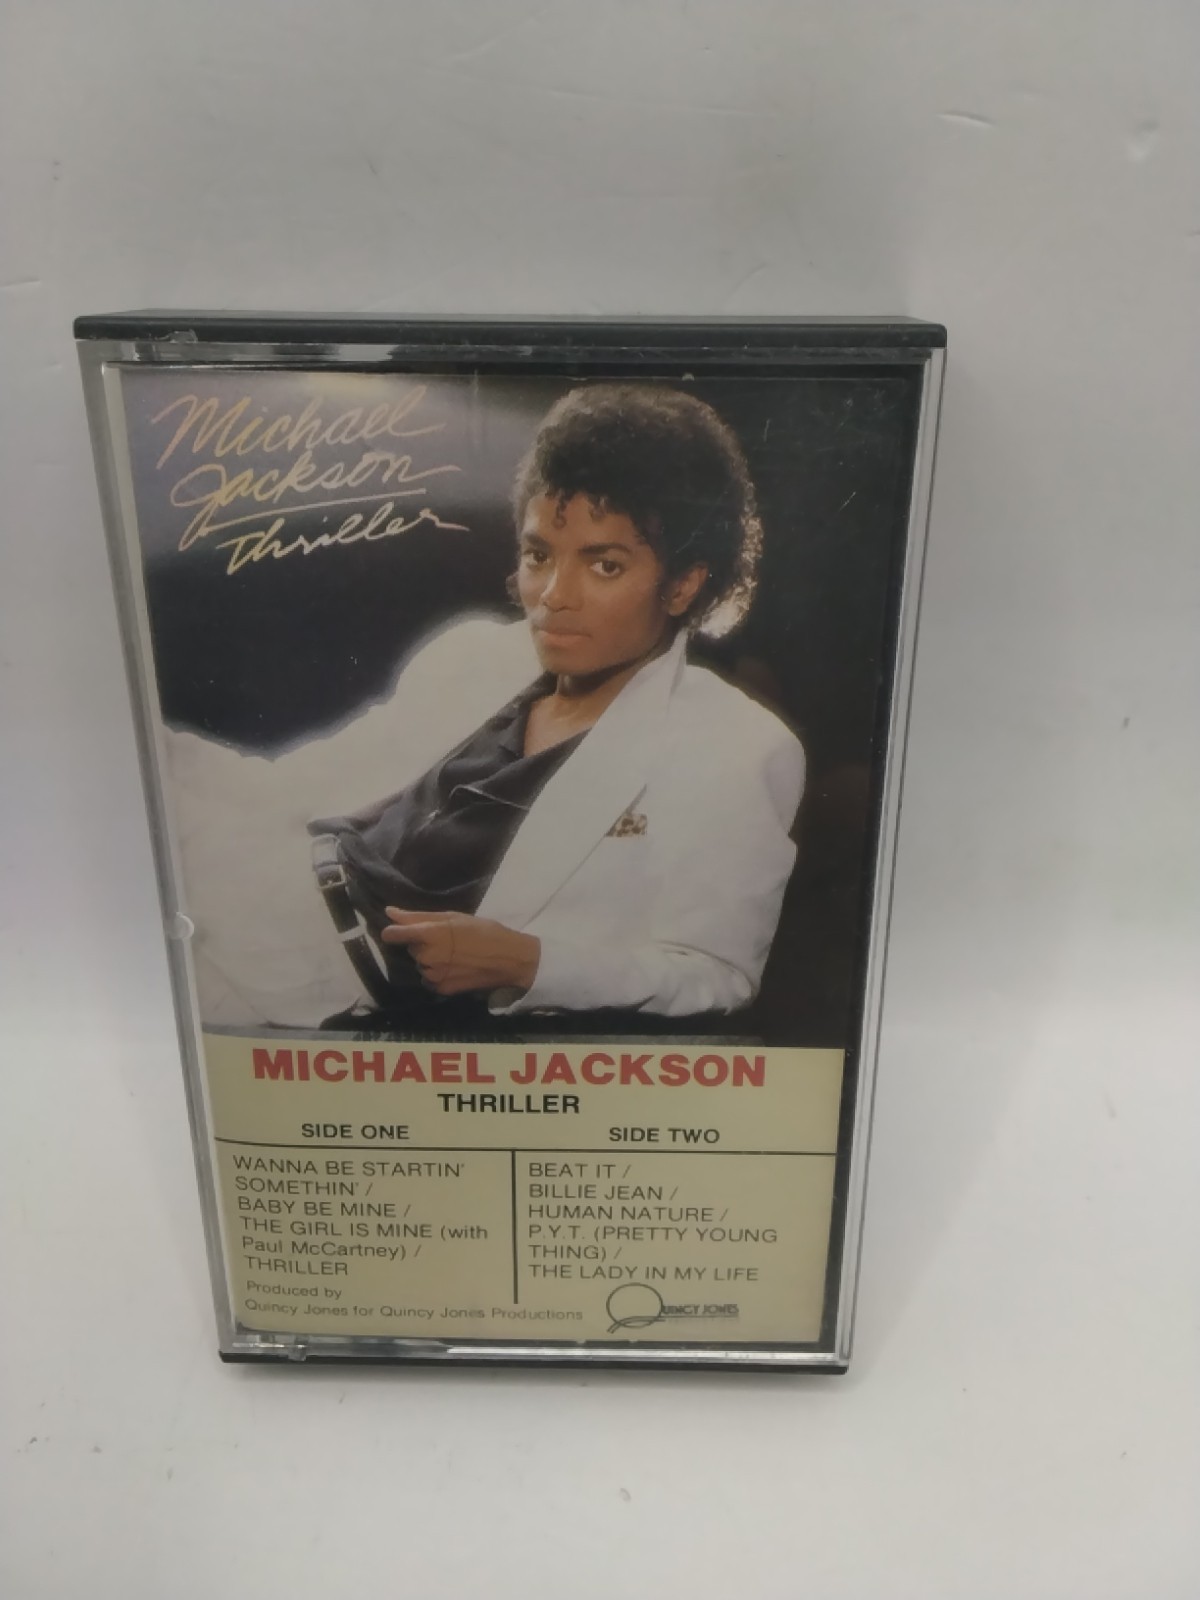 Michael
Jackson
Thriller
MICHAEL JACKSON
THRILLER
SIDE ONE
WANNA BE STARTIN'
SOMETHIN' /
BABY BE MINE /
THE GIRL IS MINE (with
Paul McCartney) /
THRILLER
SIDE TWO
BEAT IT /
BILLIE JEAN /
HUMAN NATURE /
P.Y.T. (PRETTY YOUNG
THING) /
THE LADY IN MY LIFE
Produced by
Quincy Jones for Quincy Jones Productions
QUINCY JONES